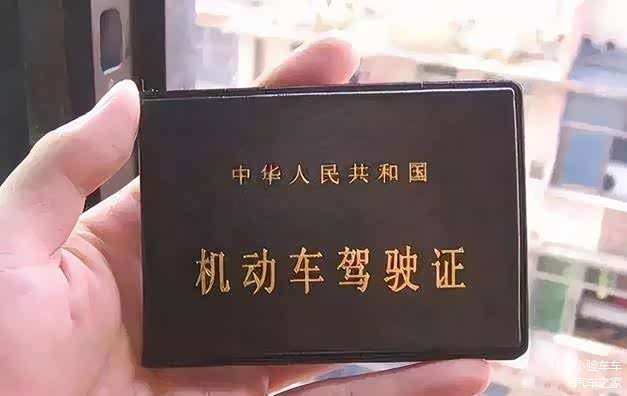 中华人民共和国
机动车驾驶证
小骏车车
汽车之家